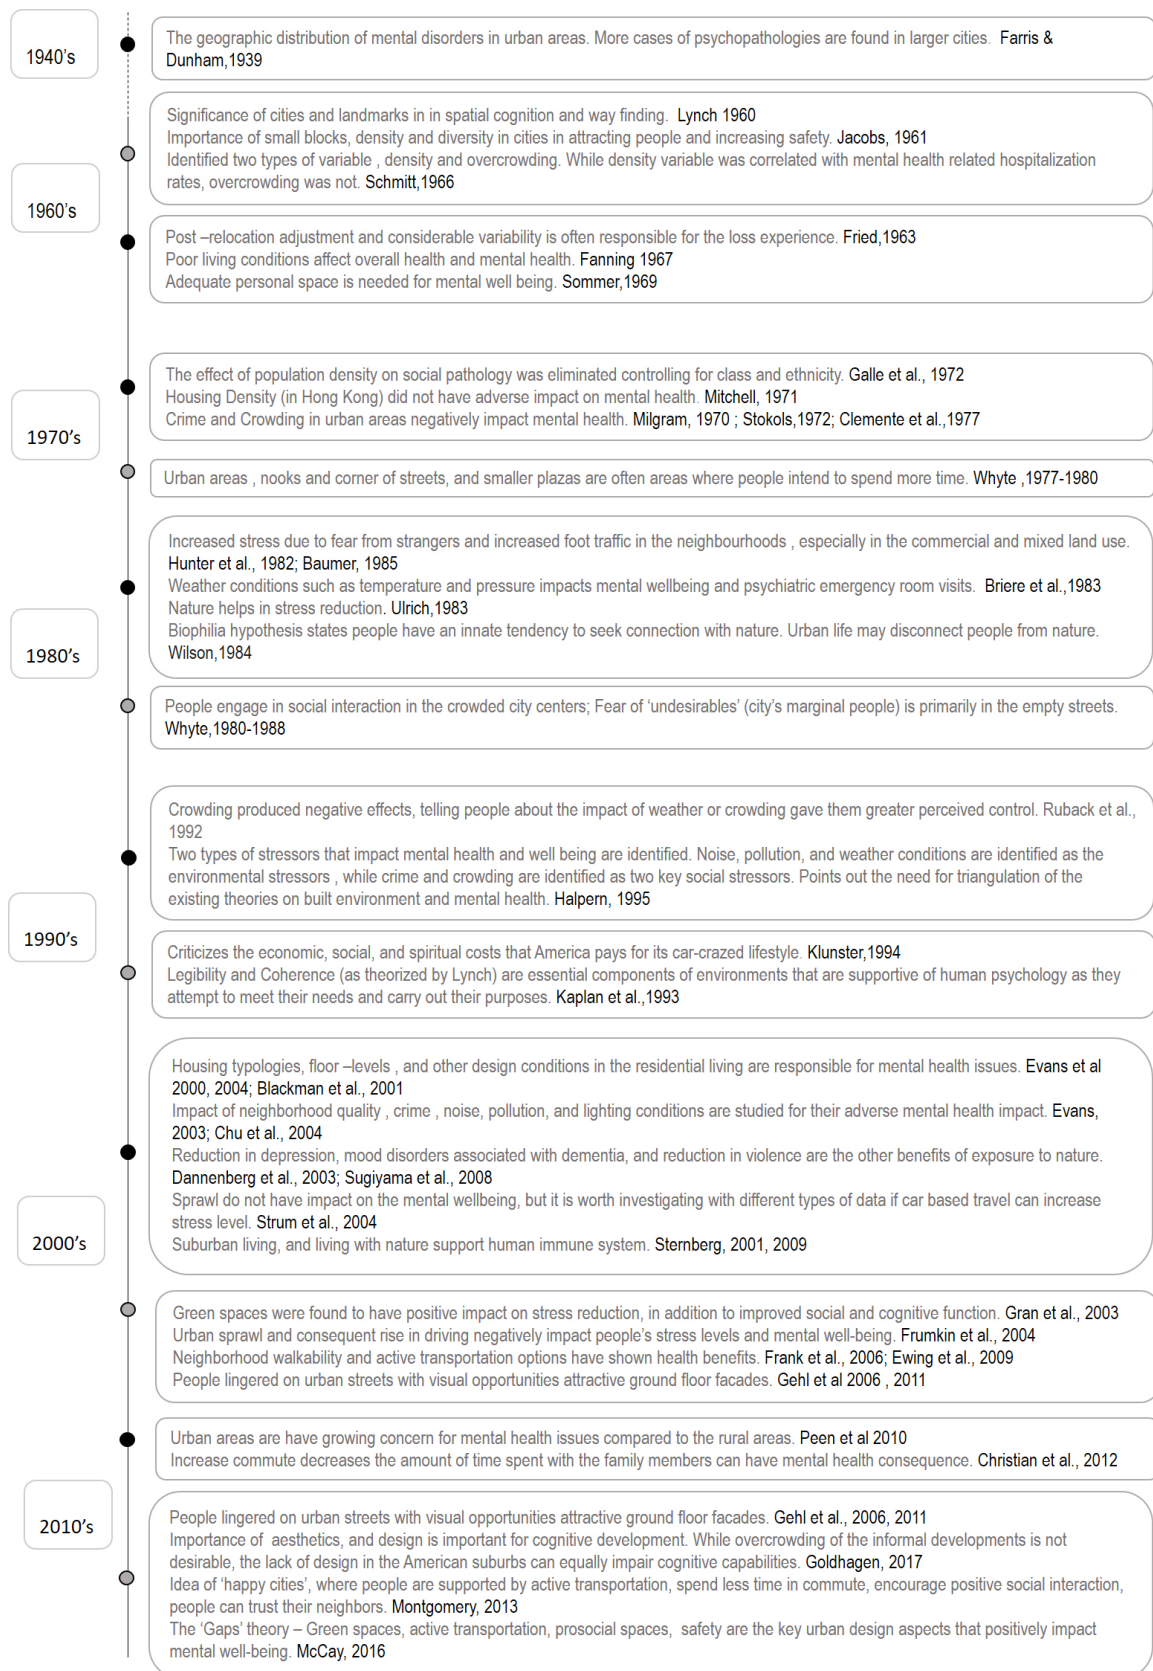 1940's
The geographic distribution of mental disorders in urban areas. More cases of psychopathologies are found in larger cities. Farris &
Dunham,1939
Significance of cities and landmarks in in spatial cognition and way finding. Lynch 1960
Importance of small blocks, density and diversity in cities in attracting people and increasing safety. Jacobs, 1961
Identified two types of variable , density and overcrowding. While density variable was correlated with mental health related hospitalization
rates, overcrowding was not. Schmitt,1966
1960's
Post –relocation adjustment and considerable variability is often responsible for the loss experience. Fried,1963
Poor living conditions affect overall health and mental health. Fanning 1967
Adequate personal space is needed for mental well being. Sommer,1969
The effect of population density on social pathology was eliminated controlling for class and ethnicity. Galle et al., 1972
Housing Density (in Hong Kong) did not have adverse impact on mental health. Mitchell, 1971
Crime and Crowding in urban areas negatively impact mental health. Milgram, 1970 ; Stokols,1972; Clemente et al.,1977
1970's
Urban areas , nooks and corner of streets, and smaller plazas are often areas where people intend to spend more time. Whyte ,1977-1980
Increased stress due to fear from strangers and increased foot traffic in the neighbourhoods , especially in the commercial and mixed land use.
Hunter et al., 1982; Baumer, 1985
Weather conditions such as temperature and pressure impacts mental wellbeing and psychiatric emergency room visits. Briere et al.,1983
Nature helps in stress reduction. Ulrich,1983
Biophilia hypothesis states people have an innate tendency to seek connection with nature. Urban life may disconnect people from nature.
Wilson,1984
1980's
People engage in social interaction in the crowded city centers; Fear of 'undesirables' (city's marginal people) is primarily in the empty streets.
Whyte,1980-1988
Crowding produced negative effects, telling people about the impact of weather or crowding gave them greater perceived control. Ruback et al.,
1992
Two types of stressors that impact mental health and well being are identified. Noise, pollution, and weather conditions are identified as the
environmental stressors , while crime and crowding are identified as two key social stressors. Points out the need for triangulation of the
existing theories on built environment and mental health. Halpern, 1995
1990's
Criticizes the economic, social, and spiritual costs that America pays for its car-crazed lifestyle. Klunster,1994
Legibility and Coherence (as theorized by Lynch) are essential components of environments that are supportive of human psychology as they
attempt to meet their needs and carry out their purposes. Kaplan et al.,1993
Housing typologies, floor –levels , and other design conditions in the residential living are responsible for mental health issues. Evans et al
2000, 2004; Blackman et al., 2001
Impact of neighborhood quality , crime , noise, pollution, and lighting conditions are studied for their adverse mental health impact. Evans,
2003; Chu et al., 2004
Reduction in depression, mood disorders associated with dementia, and reduction in violence are the other benefits of exposure to nature.
Dannenberg et al., 2003; Sugiyama et al., 2008
Sprawl do not have impact on the mental wellbeing, but it is worth investigating with different types of data if car based travel can increase
stress level. Strum et al., 2004
Suburban living, and living with nature support human immune system. Sternberg, 2001, 2009
2000's
Green spaces were found to have positive impact on stress reduction, in addition to improved social and cognitive function. Gran et al., 2003
Urban sprawl and consequent rise in driving negatively impact people's stress levels and mental well-being. Frumkin et al., 2004
Neighborhood walkability and active transportation options have shown health benefits. Frank et al., 2006; Ewing et al., 2009
People lingered on urban streets with visual opportunities attractive ground floor facades. Gehl et al 2006 , 2011
Urban areas are have growing concern for mental health issues compared to the rural areas. Peen et al 2010
Increase commute decreases the amount of time spent with the family members can have mental health consequence. Christian et al., 2012
2010's
People lingered on urban streets with visual opportunities attractive ground floor facades. Gehl et al., 2006, 2011
Importance of aesthetics, and design is important for cognitive development. While overcrowding of the informal developments is not
desirable, the lack of design in the American suburbs can equally impair cognitive capabilities. Goldhagen, 2017
Idea of 'happy cities', where people are supported by active transportation, spend less time in commute, encourage positive social interaction,
people can trust their neighbors. Montgomery, 2013
The 'Gaps' theory – Green spaces, active transportation, prosocial spaces, safety are the key urban design aspects that positively impact
mental well-being. McCay, 2016